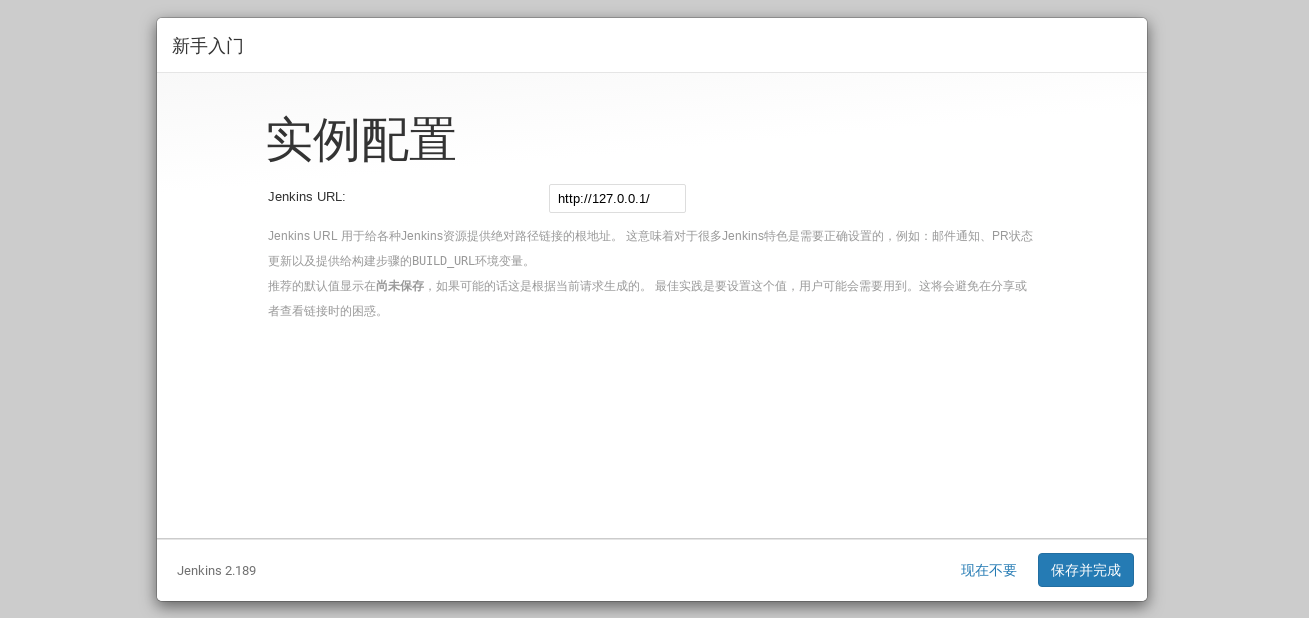 新手入门
实例配置
Jenkins URL:
http://127.0.0.1/
Jenkins URL 用于给各种Jenkins资源提供绝对路径链接的根地址。 这意味着对于很多Jenkins特色是需要正确设置的，例如：邮件通知、PR状态
更新以及提供给构建步骤的BUILD_URL环境变量。
推荐的默认值显示在尚未保存，如果可能的话这是根据当前请求生成的。 最佳实践是要设置这个值，用户可能会需要用到。这将会避免在分享或
者查看链接时的困惑。
Jenkins 2.189
现在不要
保存并完成